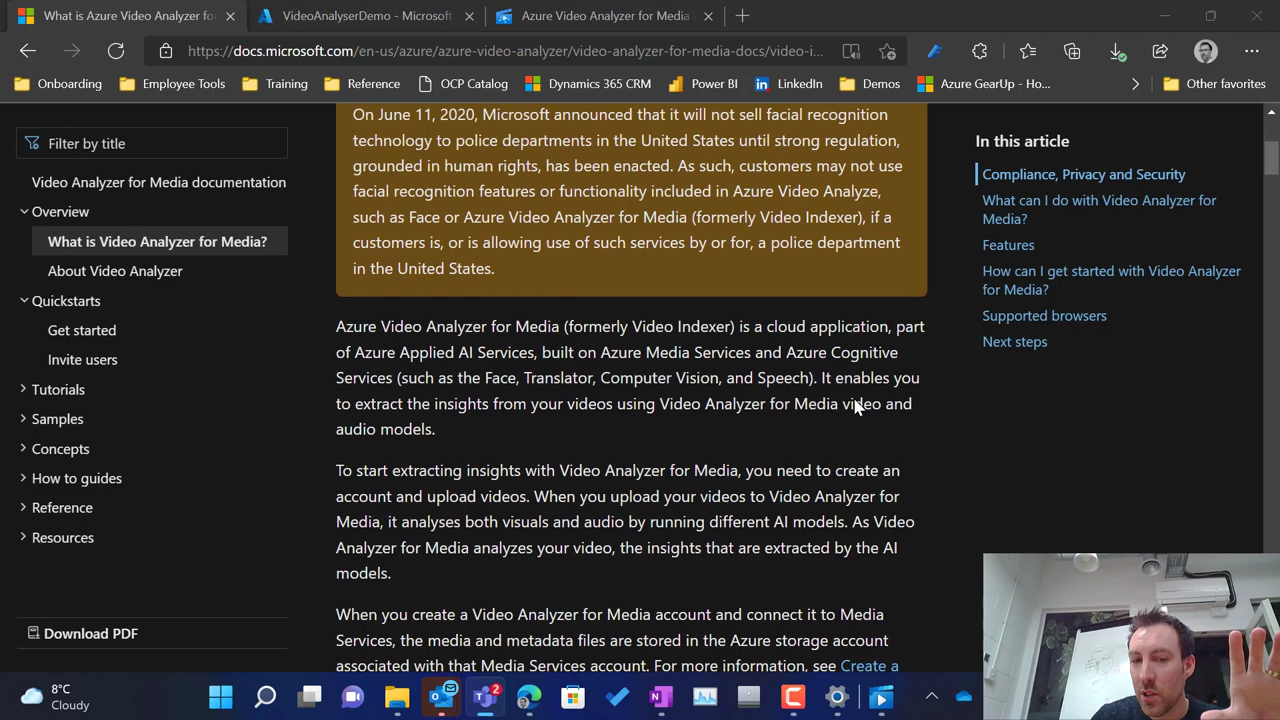 What is Azure Video Analyzer for
VideoAnalyserDemo - Microsoft
Azure Video Analyzer for Media
https://docs.microsoft.com/en-us/azure/azure-video-analyzer/video-analyzer-for-media-docs/video-i...
Onboarding
Employee Tools
Training
Reference
OCP Catalog
Dynamics 365 CRM
Power BI
LinkedIn
Demos
Azure GearUp - Ho...
Other favorites
Filter by title
Video Analyzer for Media documentation
Overview
What is Video Analyzer for Media?
About Video Analyzer
Quickstarts
Get started
Invite users
Tutorials
Samples
Concepts
How to guides
Reference
Resources
Download PDF
On June 11, 2020, Microsoft announced that it will not sell facial recognition
technology to police departments in the United States until strong regulation,
grounded in human rights, has been enacted. As such, customers may not use
facial recognition features or functionality included in Azure Video Analyze,
such as Face or Azure Video Analyzer for Media (formerly Video Indexer), if a
customers is, or is allowing use of such services by or for, a police department
in the United States.
Azure Video Analyzer for Media (formerly Video Indexer) is a cloud application, part
of Azure Applied AI Services, built on Azure Media Services and Azure Cognitive
Services (such as the Face, Translator, Computer Vision, and Speech). It enables you
to extract the insights from your videos using Video Analyzer for Media video and
audio models.
To start extracting insights with Video Analyzer for Media, you need to create an
account and upload videos. When you upload your videos to Video Analyzer for
Media, it analyses both visuals and audio by running different AI models. As Video
Analyzer for Media analyzes your video, the insights that are extracted by the AI
models.
When you create a Video Analyzer for Media account and connect it to Media
Services, the media and metadata files are stored in the Azure storage account
associated with that Media Services account. For more information, see Create a
In this article
Compliance, Privacy and Security
What can I do with Video Analyzer for
Media?
Features
How can I get started with Video Analyzer
for Media?
Supported browsers
Next steps
8°C
Cloudy
2